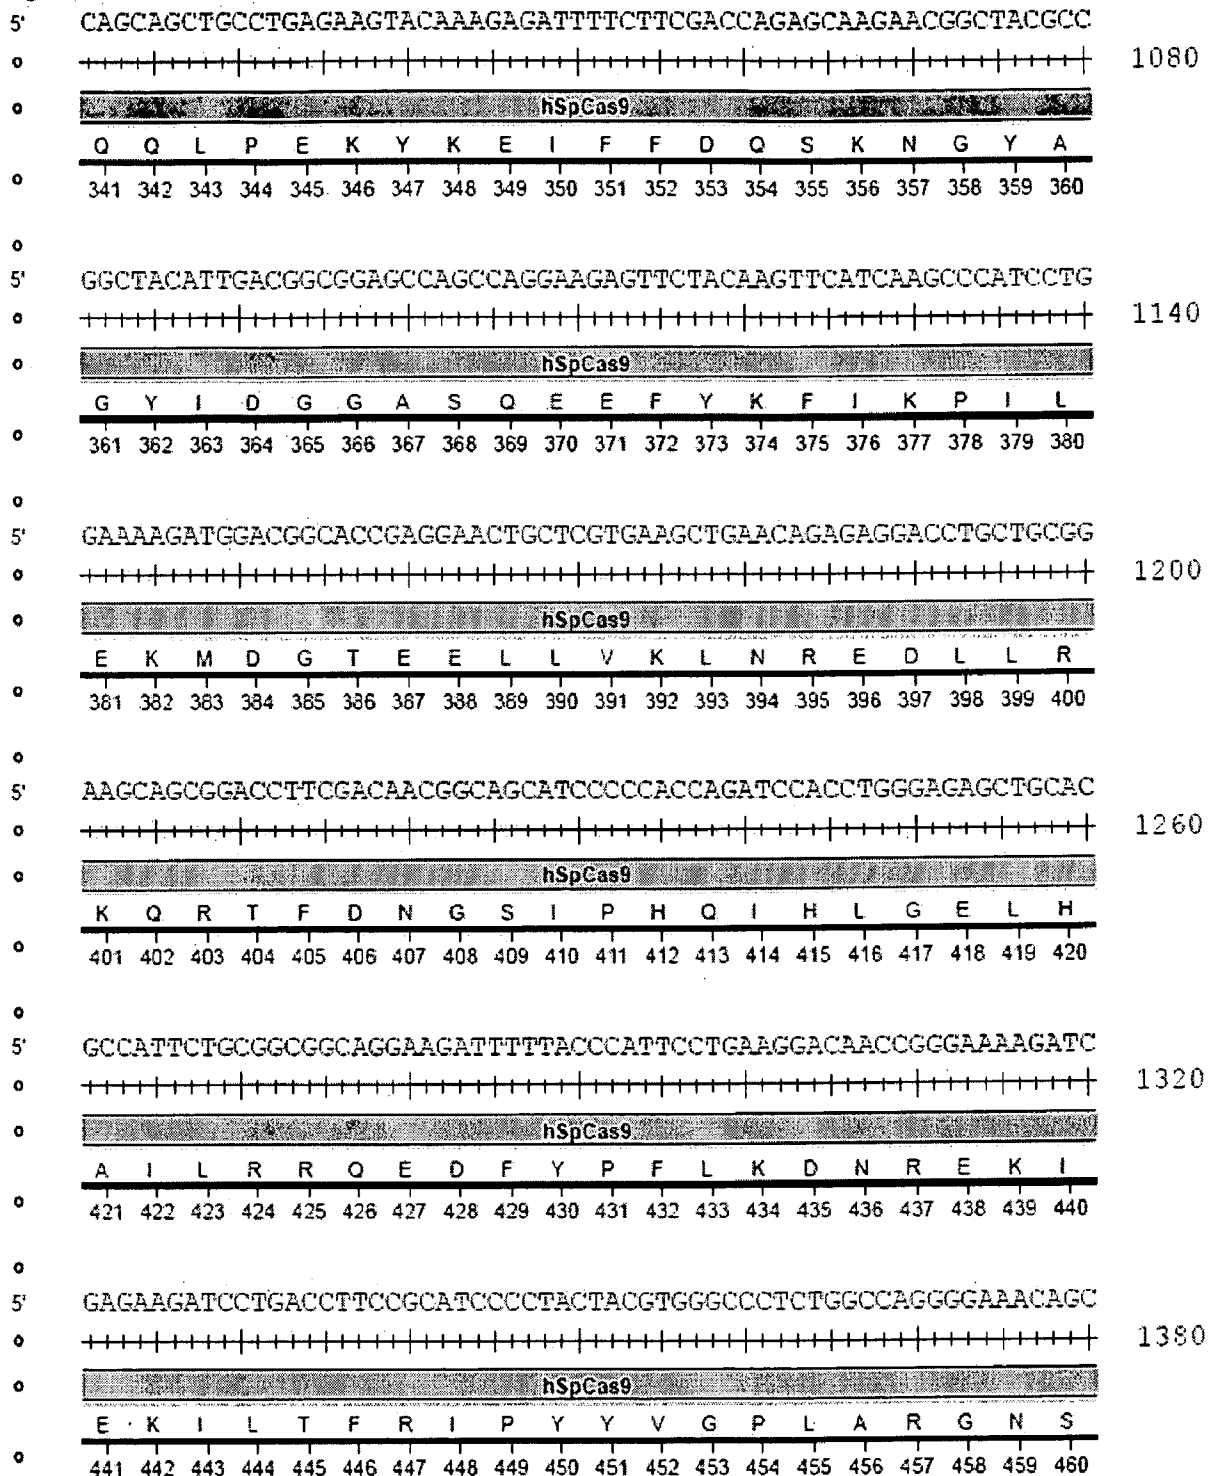 5' CAGCAGCTGCCTGAGAAGTACAAAGAGATTTTCTTCGACCAGAGCAAGAACGGCTACGCC
1080
hSpCas9
Q Q L P E K Y K E I F F D Q S K N G Y A
341 342 343 344 345 346 347 348 349 350 351 352 353 354 355 356 357 358 359 360
5' GGCTACATTGACGGCGGAGCCAGCCAGGAAGAGTTCTACAAGTTCATCAAGCCCATCCTG
1140
hSpCas9
G Y I D G G A S Q E E F Y K F I K P I L
361 362 363 364 365 366 367 368 369 370 371 372 373 374 375 376 377 378 379 380
5' GAAAAGATGGACGGCACCGAGGAACTGCTCGTGAAGCTGAACAGAGAGGACCTGCTGCGG
1200
hSpCas9
E K M D G T E E L L V K L N R E D L L R
381 382 383 384 385 386 387 388 389 390 391 392 393 394 395 396 397 398 399 400
5' AAGCAGCGGACCTTCGACAACGGCAGCATCCCCCACCAGATCCACCTGGGAGAGCTGCAC
1260
hSpCas9
K Q R T F D N G S I P H Q I H L G E L H
401 402 403 404 405 406 407 408 409 410 411 412 413 414 415 416 417 418 419 420
5' GCCATTCTGCGGCGGCAGGAAGATTTTTACCCATTCCTGAAGGACAACCGGGAAAAGATC
1320
hSpCas9
A I L R R Q E D F Y P F L K D N R E K I
421 422 423 424 425 426 427 428 429 430 431 432 433 434 435 436 437 438 439 440
5' GAGAAGATCCTGACCTTCCGCATCCCCTACTACGTGGGCCCTCTGGCCAGGGGAAACAGC
1380
hSpCas9
E K I L T F R I P Y Y V G P L A R G N S
441 442 443 444 445 446 447 448 449 450 451 452 453 454 455 456 457 458 459 460